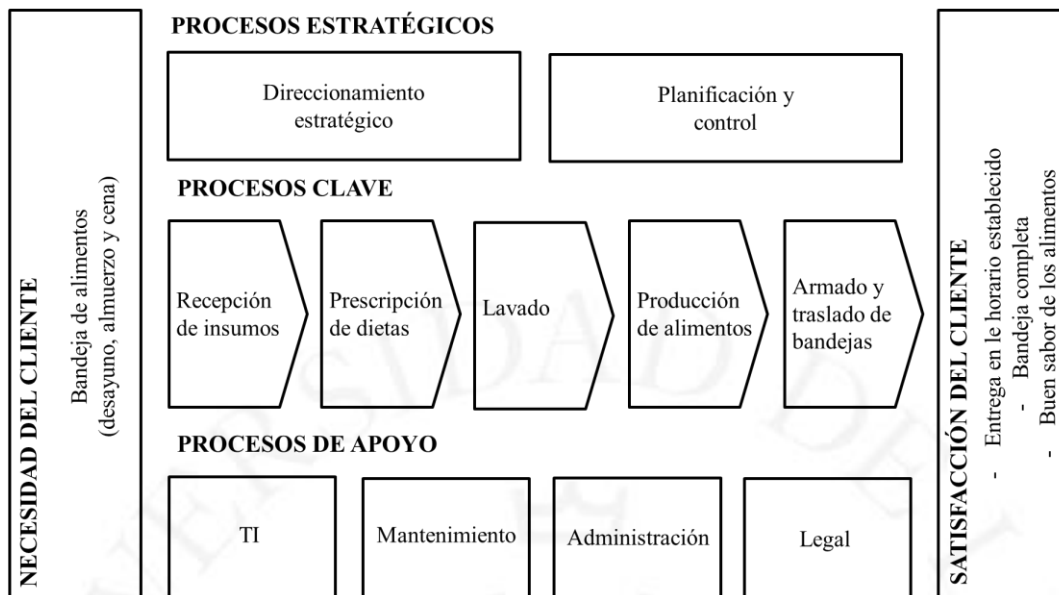 NECESIDAD DEL CLIENTE
Bandeja de alimentos
(desayuno, almuerzo y cena)
PROCESOS ESTRATÉGICOS
Direccionamiento
estratégico
Planificación y
control
PROCESOS CLAVE
Recepción
de insumos
Prescripción
de dietas
Lavado
Producción
de alimentos
Armado y
traslado de
bandejas
PROCESOS DE APOYO
TI
Mantenimiento
Administración
Legal
SATISFACCIÓN DEL CLIENTE
- Entrega en le horario establecido
- Bandeja completa
- Buen sabor de los alimentos
VERSIDAD DE L